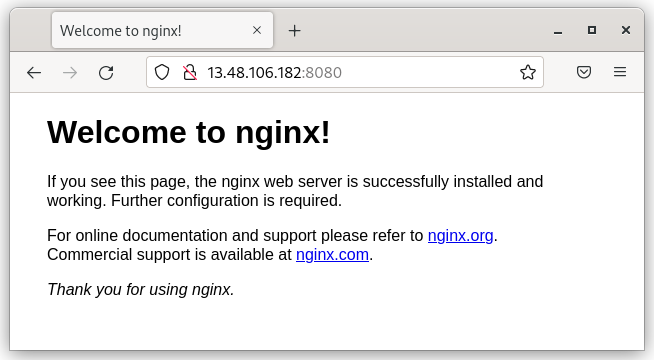 Welcome to nginx!
13.48.106.182:8080
Welcome to nginx!
If you see this page, the nginx web server is successfully installed and
working. Further configuration is required.
For online documentation and support please refer to nginx.org.
Commercial support is available at nginx.com.
Thank you for using nginx.